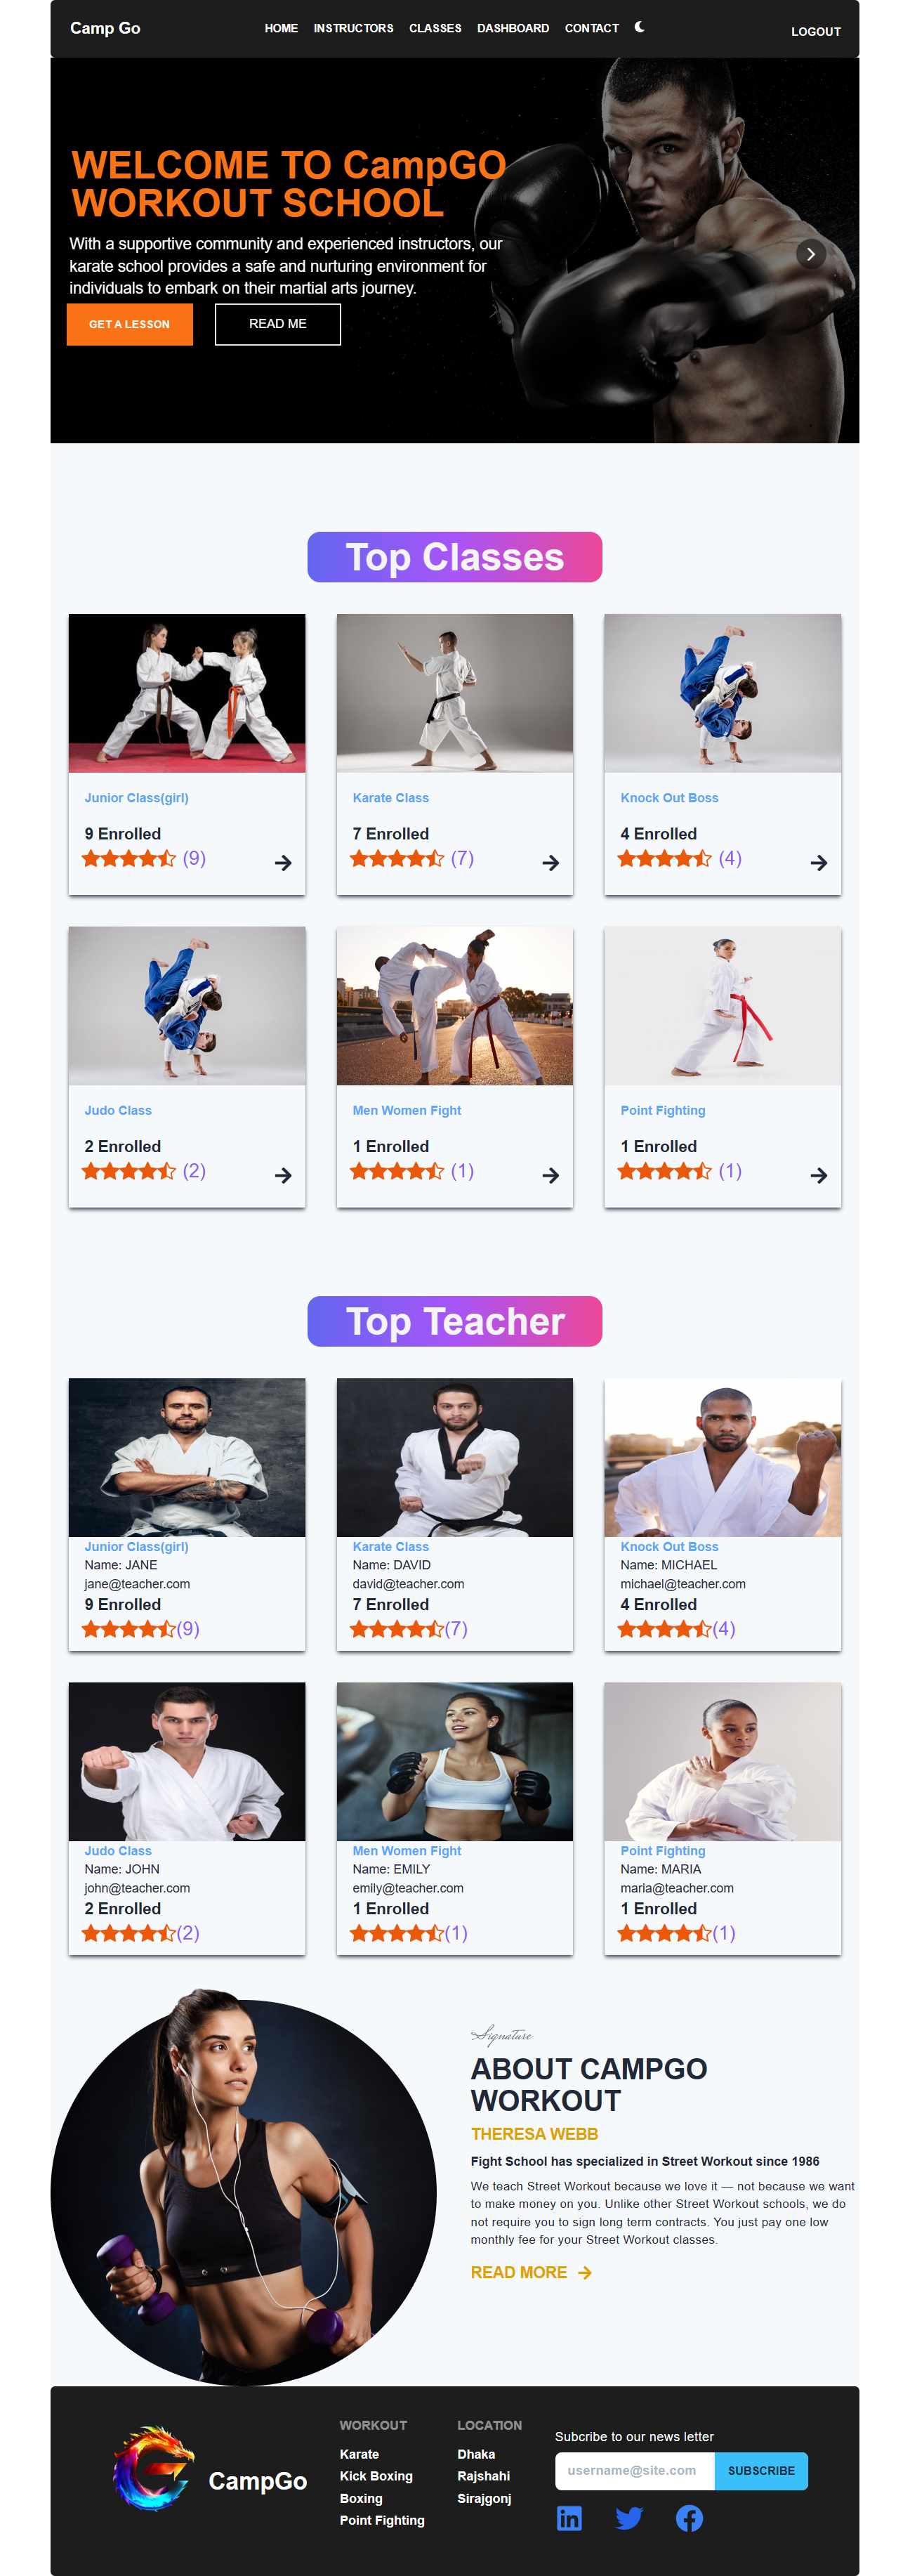 Camp Go
HOME INSTRUCTORS CLASSES DASHBOARD CONTACT
LOGOUT
WELCOME TO CampGO
WORKOUT SCHOOL
With a supportive community and experienced instructors, our
karate school provides a safe and nurturing environment for
individuals to embark on their martial arts journey.
GET A LESSON
READ ME
Top Classes
Junior Class(girl)
9 Enrolled
(9)
Karate Class
7 Enrolled
(7)
Knock Out Boss
4 Enrolled
(4)
Judo Class
2 Enrolled
(2)
Men Women Fight
1 Enrolled
(1)
Point Fighting
1 Enrolled
(1)
Top Teacher
Junior Class(girl)
Name: JANE
jane@teacher.com
9 Enrolled
(9)
Karate Class
Name: DAVID
david@teacher.com
7 Enrolled
(7)
Knock Out Boss
Name: MICHAEL
michael@teacher.com
4 Enrolled
(4)
Judo Class
Name: JOHN
john@teacher.com
2 Enrolled
(2)
Men Women Fight
Name: EMILY
emily@teacher.com
1 Enrolled
(1)
Point Fighting
Name: MARIA
maria@teacher.com
1 Enrolled
(1)
Signature
ABOUT CAMPGO
WORKOUT
THERESA WEBB
Fight School has specialized in Street Workout since 1986
We teach Street Workout because we love it — not because we want
to make money on you. Unlike other Street Workout schools, we do
not require you to sign long term contracts. You just pay one low
monthly fee for your Street Workout classes.
READ MORE
CampGo
WORKOUT
Karate
Kick Boxing
Boxing
Point Fighting
LOCATION
Dhaka
Rajshahi
Sirajgonj
Subcribe to our news letter
username@site.com
SUBSCRIBE